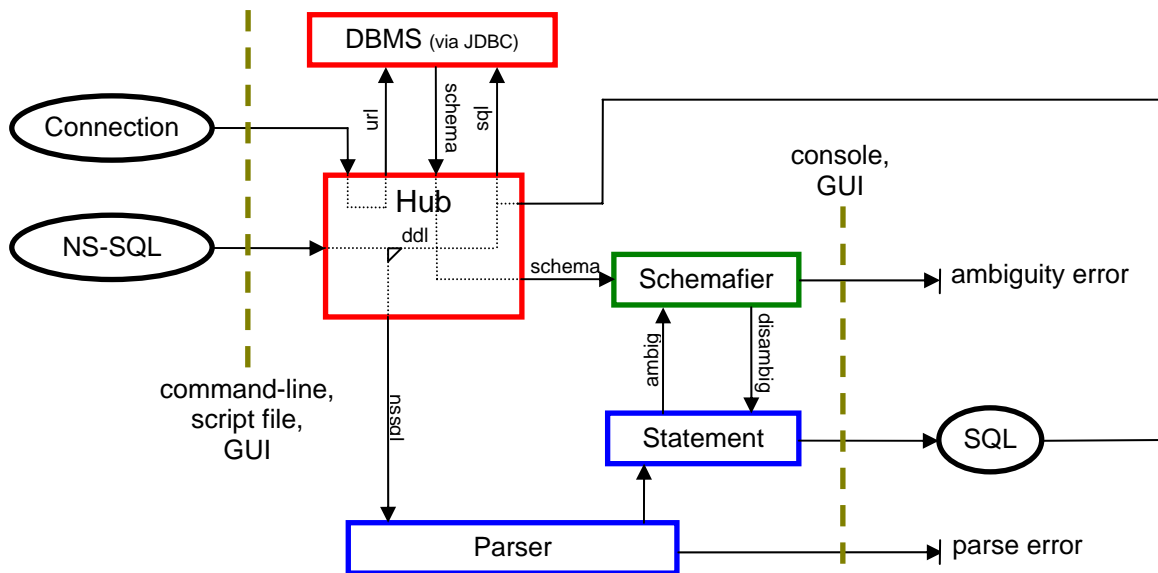 DBMS (via JDBC)
url
schema
sql
Connection
console,
GUI
Hub
NS-SQL
ddl
schema
Schemafier
ambiguity error
ambig
disambig
command-line,
script file,
GUI
nssql
Statement
SQL
Parser
parse error